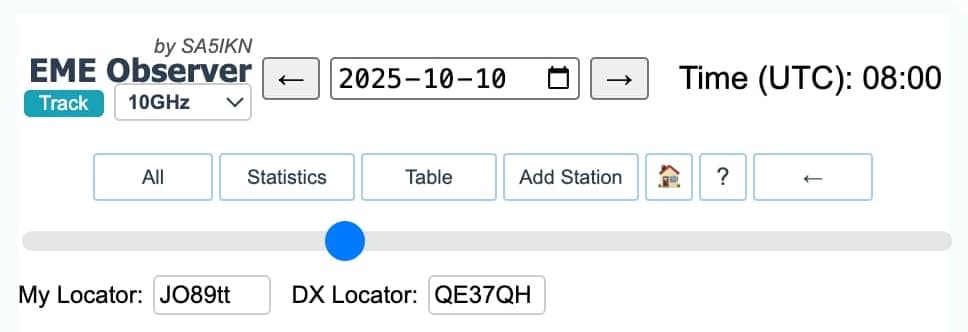 by SA5IKN
EME Observer
← 2025-10-10 → Time (UTC): 08:00
Track 10GHz
All Statistics Table Add Station ? ←
My Locator: JO89tt DX Locator: QE37QH